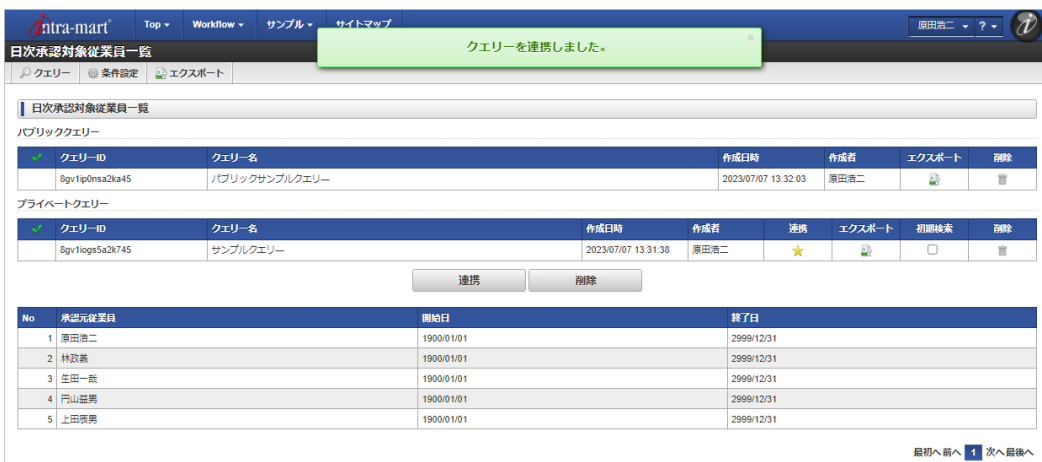 intra-mart Top Workflow サンプル サイトマップ 原田浩二 ?
クエリーを連携しました。 ×
日次承認対象従業員一覧
クエリー 条件設定 エクスポート
日次承認対象従業員一覧
パブリッククエリー
クエリーID クエリー名 作成日時 作成者 エクスポート 削除
8gv1ip0nsa2ka45 パブリックサンプルクエリー 2023/07/07 13:32:03 原田浩二
プライベートクエリー
クエリーID クエリー名 作成日時 作成者 連携 エクスポート 初期検索 削除
8gv1iogs5a2k745 サンプルクエリー 2023/07/07 13:31:38 原田浩二
連携 削除
No 承認元従業員 開始日 終了日
1 原田浩二 1900/01/01 2999/12/31
2 林政義 1900/01/01 2999/12/31
3 生田一哉 1900/01/01 2999/12/31
4 円山益男 1900/01/01 2999/12/31
5 上田辰男 1900/01/01 2999/12/31
最初へ 前へ 1 次へ 最後へ